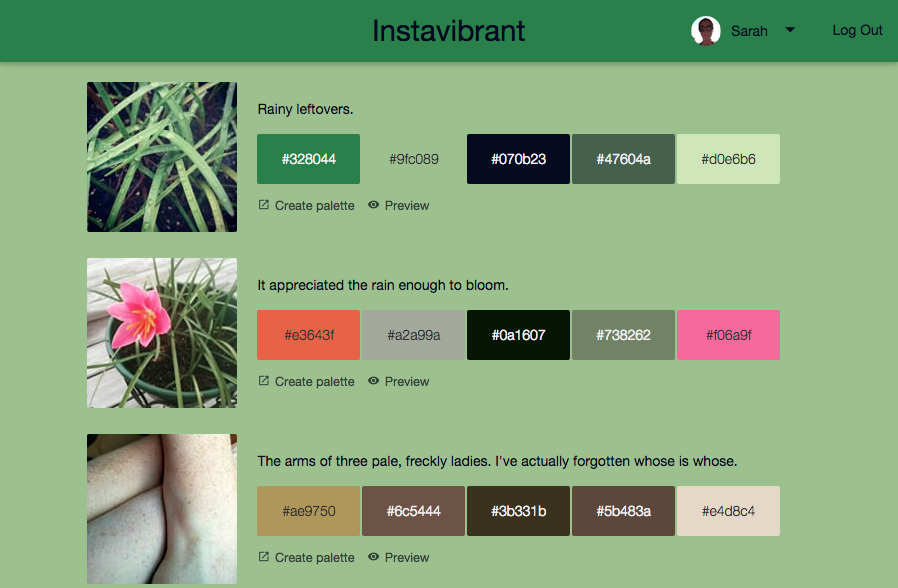 Instavibrant
Sarah
Log Out
Rainy leftovers.
#328044 #9fc089 #070b23 #47604a #d0e6b6
Create palette Preview
It appreciated the rain enough to bloom.
#e3643f #a2a99a #0a1607 #738262 #f06a9f
Create palette Preview
The arms of three pale, freckly ladies. I've actually forgotten whose is whose.
#ae9750 #6c5444 #3b331b #5b483a #e4d8c4
Create palette Preview